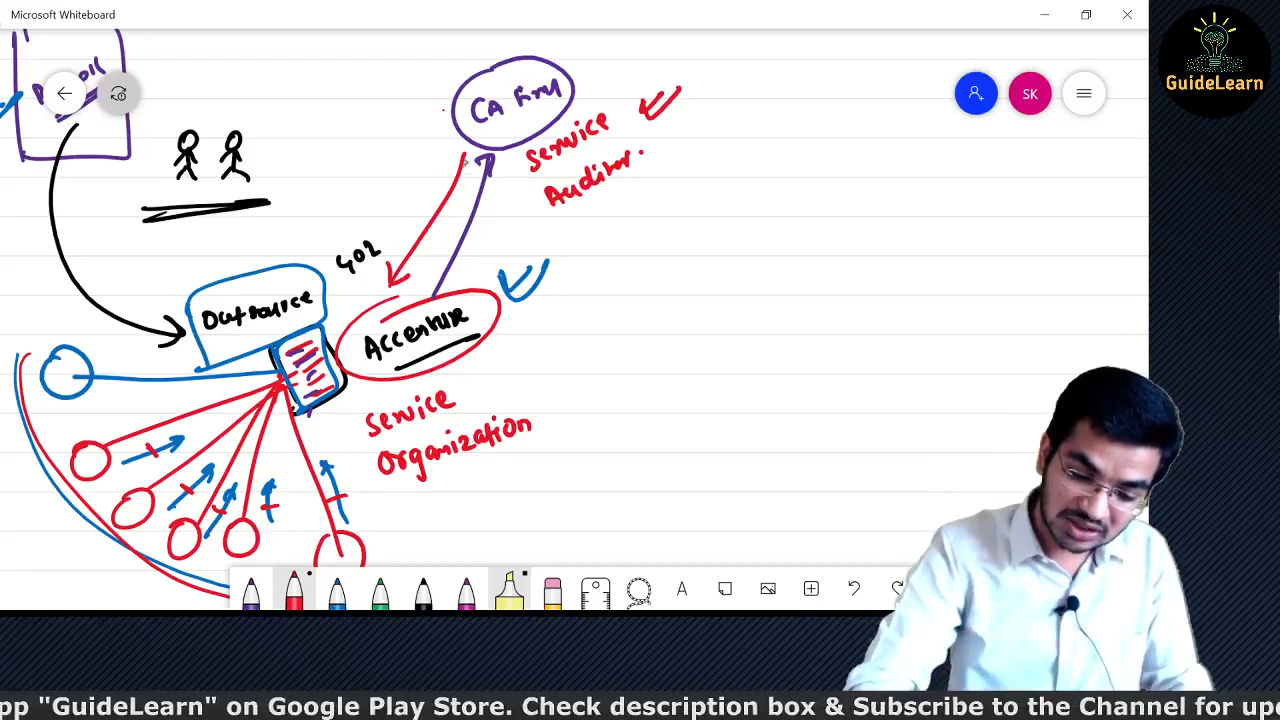 Microsoft Whiteboard
GuideLearn
SK
CA Firm
Service
Auditor.
402
Outsource
Accenture
Service
Organization
A
pp "GuideLearn" on Google Play Store. Check description box & Subscribe to the Channel for up